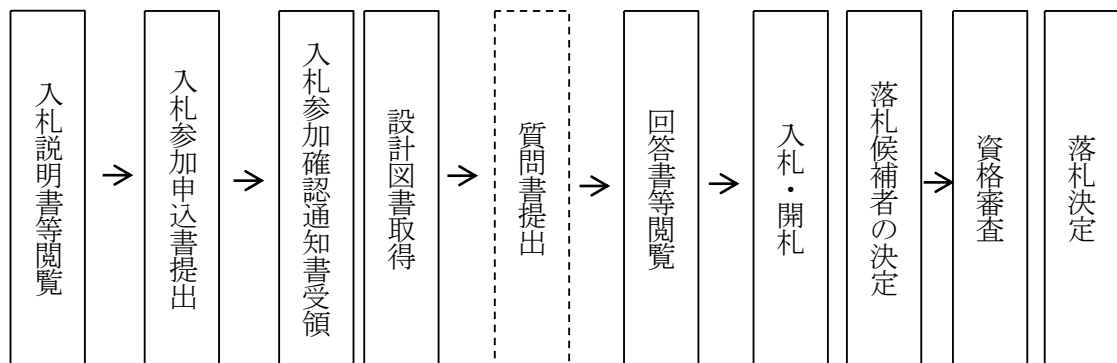 入札説明書等閲覧
入札参加申込書提出
入札参加確認通知書受領
設計図書取得
質問書提出
回答書等閲覧
入札・開札
落札候補者の決定
資格審査
落札決定